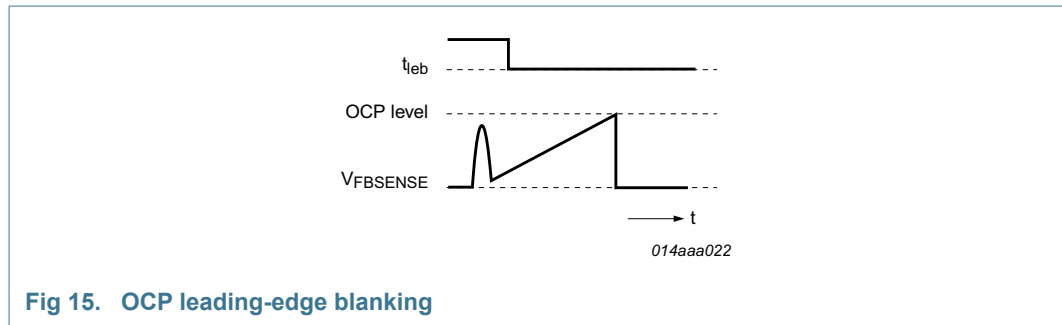 tleb
OCP level
VFBSENSE
t
014aaa022
Fig 15. OCP leading-edge blanking